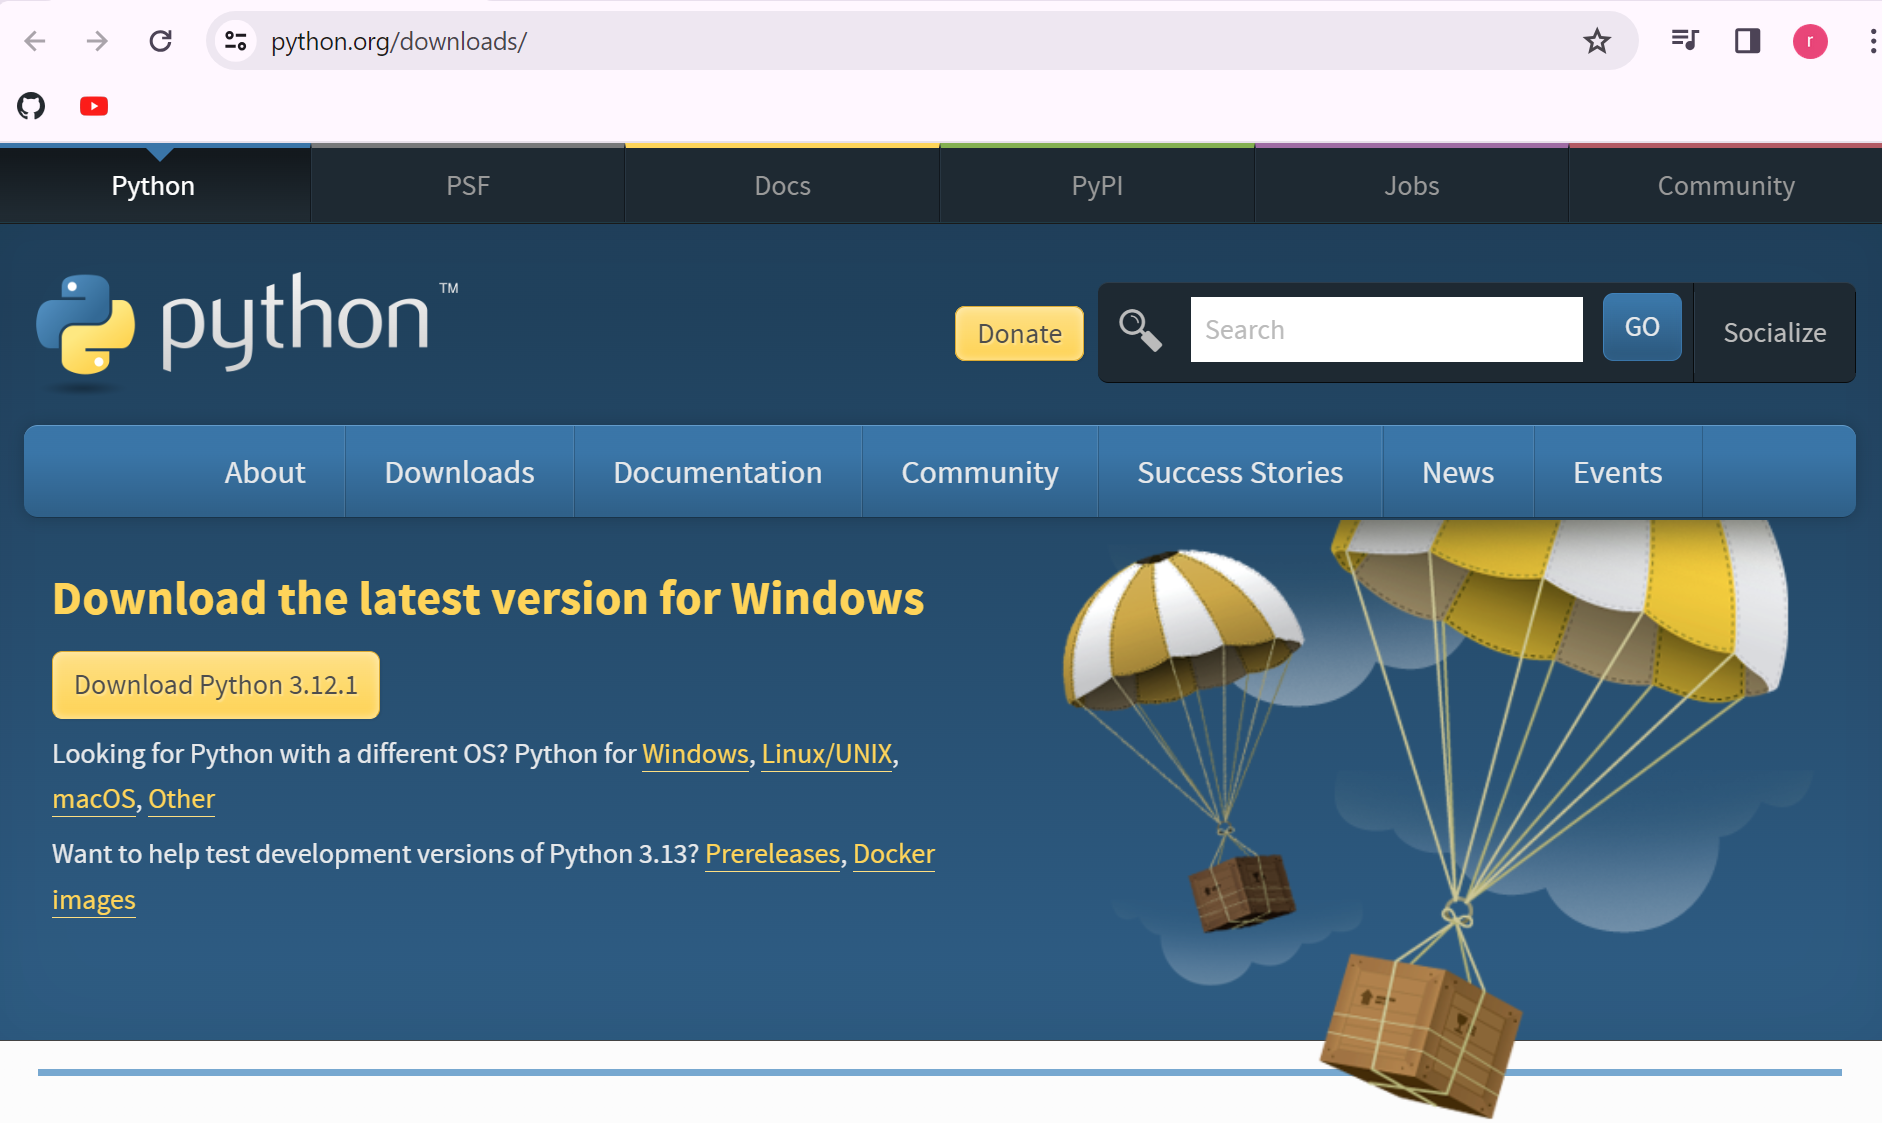 python.org/downloads/
r
Python
PSF
Docs
PyPI
Jobs
Community
python™
Donate
Search
GO
Socialize
About
Downloads
Documentation
Community
Success Stories
News
Events
Download the latest version for Windows
Download Python 3.12.1
Looking for Python with a different OS? Python for Windows, Linux/UNIX,
macOS, Other
Want to help test development versions of Python 3.13? Prereleases, Docker
images